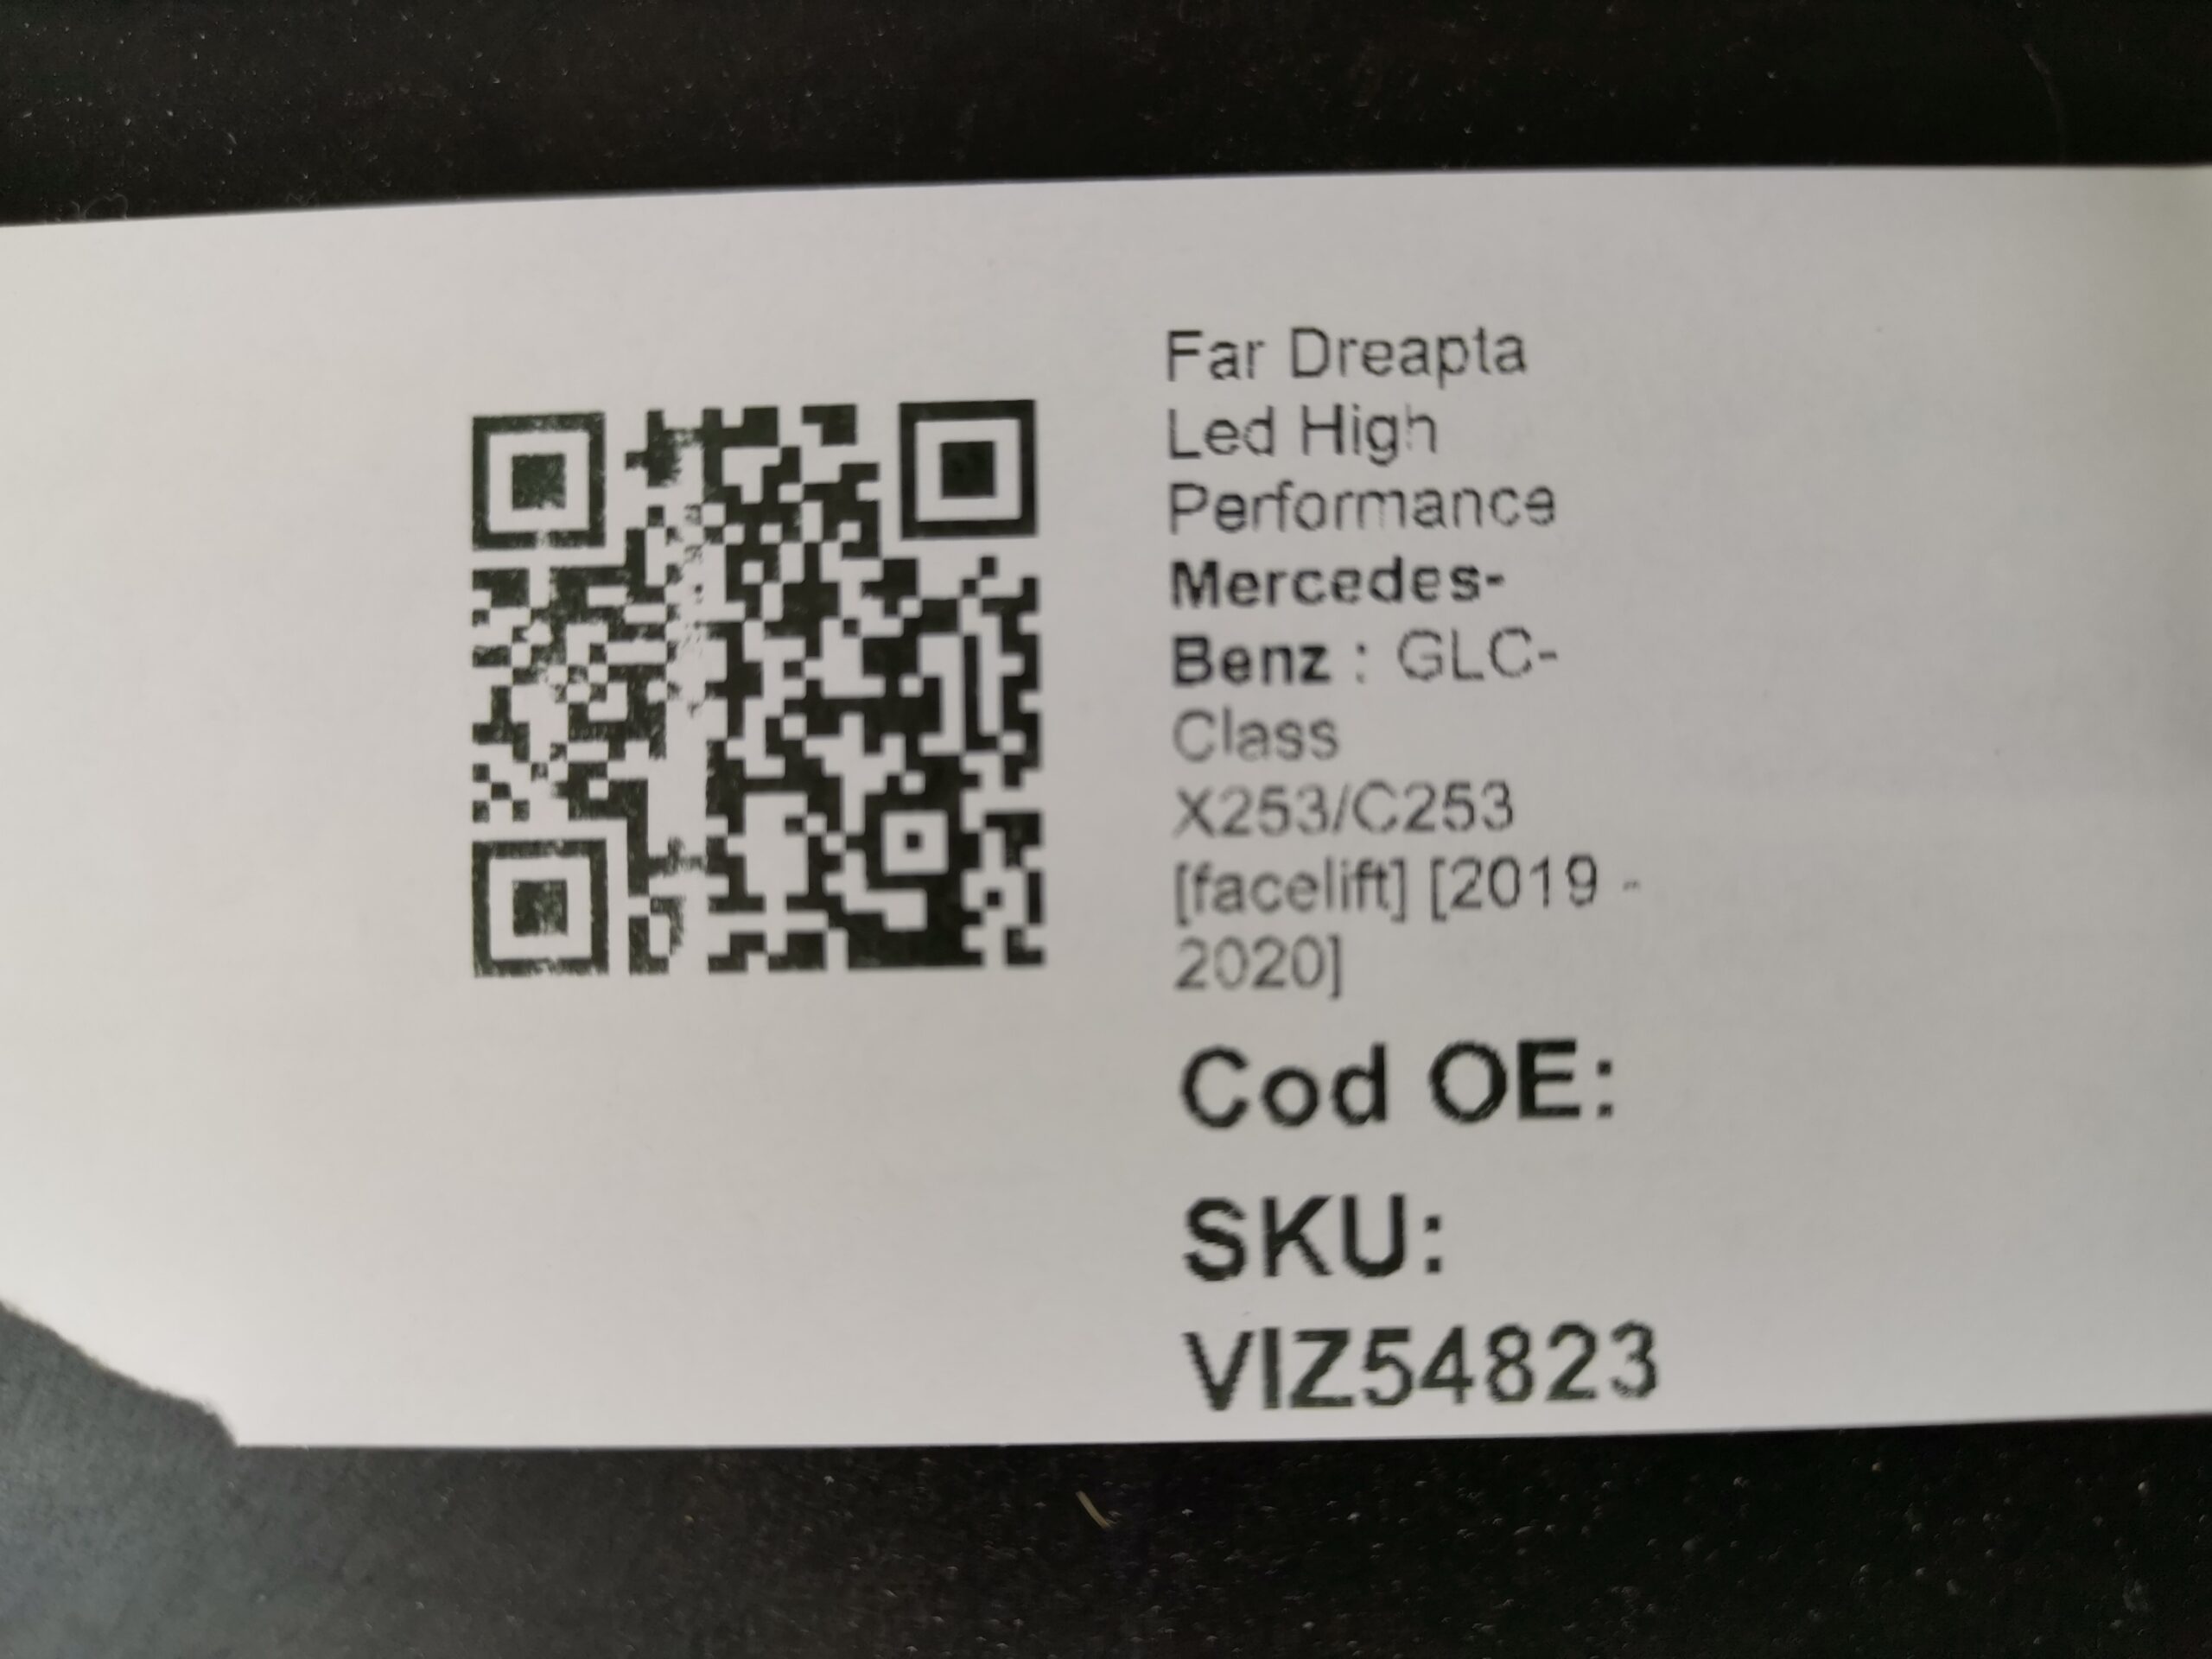 Far Dreapta
Led High
Performance
Mercedes-
Benz : GLC-
Class
X253/C253
[facelift] [2019 -
2020]
Cod OE:
SKU:
VIZ54823